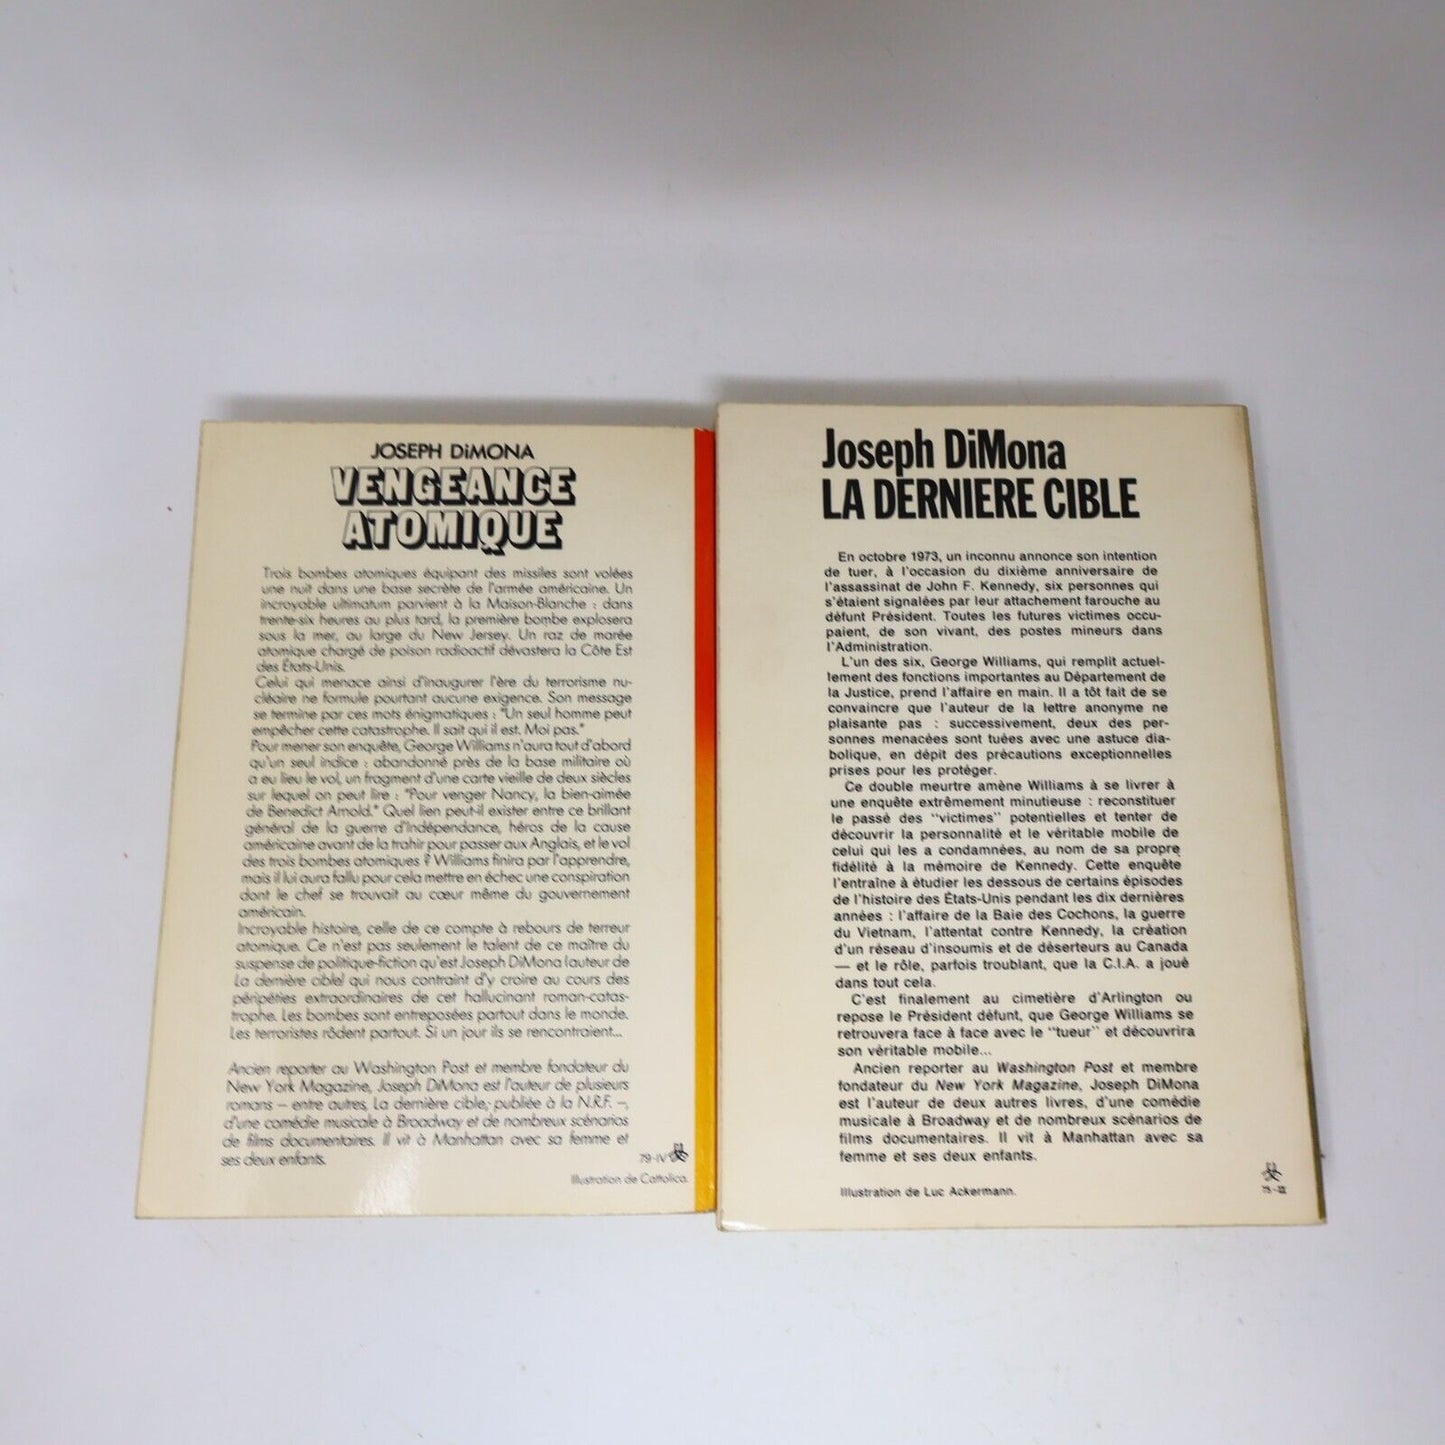 JOSEPH DiMONA
VENGEANCE
ATOMIQUE
Trois bombes atomiques équipant des missiles sont volées
une nuit dans une base secrète de l'armée américaine. Un
incroyable ultimatum parvient à la Maison-Blanche : dans
trente-six heures au plus tard, la première bombe explosera
sous la mer, au large du New Jersey. Un raz de marée
atomique chargé de poison radioactif dévastera la Côte Est
des États-Unis.
Celui qui menace ainsi d'inaugurer l'ère du terrorisme nu-
cléaire ne formule pourtant aucune exigence. Son message
se termine par ces mots énigmatiques : "Un seul homme peut
empêcher cette catastrophe. Il sait qui il est. Moi pas."
Pour mener son enquête, George Williams n'aura tout d'abord
qu'un seul indice : abandonné près de la base militaire où
a eu lieu le vol, un fragment d'une carte vieille de deux siècles
sur lequel on peut lire : "Pour venger Nancy, la bien-aimée
de Benedict Arnold." Quel lien peut-il exister entre ce brillant
général de la guerre d'Indépendance, héros de la cause
américaine avant de la trahir pour passer aux Anglais, et le vol
des trois bombes atomiques ? Williams finira par l'apprendre,
mais il lui aura fallu pour cela mettre en échec une conspiration
dont le chef se trouvait au cœur même du gouvernement
américain.
Incroyable histoire, celle de ce compte à rebours de terreur
atomique. Ce n'est pas seulement le talent de ce maître du
suspense de politique-fiction qu'est Joseph DiMona (auteur de
La dernière cible) qui nous contraint d'y croire au cours des
péripéties extraordinaires de cet hallucinant roman-catas-
trophe. Les bombes sont entreposées partout dans le monde.
Les terroristes rôdent partout. Si un jour ils se rencontraient...
Ancien reporter au Washington Post et membre fondateur du
New York Magazine, Joseph DiMona est l'auteur de plusieurs
romans – entre autres, La dernière cible, publiée à la N.R.F. –,
d'une comédie musicale à Broadway et de nombreux scénarios
de films documentaires. Il vit à Manhattan avec sa femme et
ses deux enfants.
79-IV
Illustration de Cattolica.
Joseph DiMona
LA DERNIERE CIBLE
En octobre 1973, un inconnu annonce son intention
de tuer, à l'occasion du dixième anniversaire de
l'assassinat de John F. Kennedy, six personnes qui
s'étaient signalées par leur attachement farouche au
défunt Président. Toutes les futures victimes occu-
paient, de son vivant, des postes mineurs dans
l'Administration.
L'un des six, George Williams, qui remplit actuel-
lement des fonctions importantes au Département de
la Justice, prend l'affaire en main. Il a tôt fait de se
convaincre que l'auteur de la lettre anonyme ne
plaisante pas : successivement, deux des per-
sonnes menacées sont tuées avec une astuce dia-
bolique, en dépit des précautions exceptionnelles
prises pour les protéger.
Ce double meurtre amène Williams à se livrer à
une enquête extrêmement minutieuse : reconstituer
le passé des "victimes" potentielles et tenter de
découvrir la personnalité et le véritable mobile de
celui qui les a condamnées, au nom de sa propre
fidélité à la mémoire de Kennedy. Cette enquête
l'entraîne à étudier les dessous de certains épisodes
de l'histoire des États-Unis pendant les dix dernières
années : l'affaire de la Baie des Cochons, la guerre
du Vietnam, l'attentat contre Kennedy, la création
d'un réseau d'insoumis et de déserteurs au Canada
— et le rôle, parfois troublant, que la C.I.A. a joué
dans tout cela.
C'est finalement au cimetière d'Arlington ou
repose le Président défunt, que George Williams se
retrouvera face à face avec le "tueur" et découvrira
son véritable mobile...
Ancien reporter au Washington Post et membre
fondateur du New York Magazine, Joseph DiMona
est l'auteur de deux autres livres, d'une comédie
musicale à Broadway et de nombreux scénarios de
films documentaires. Il vit à Manhattan avec sa
femme et ses deux enfants.
Illustration de Luc Ackermann.